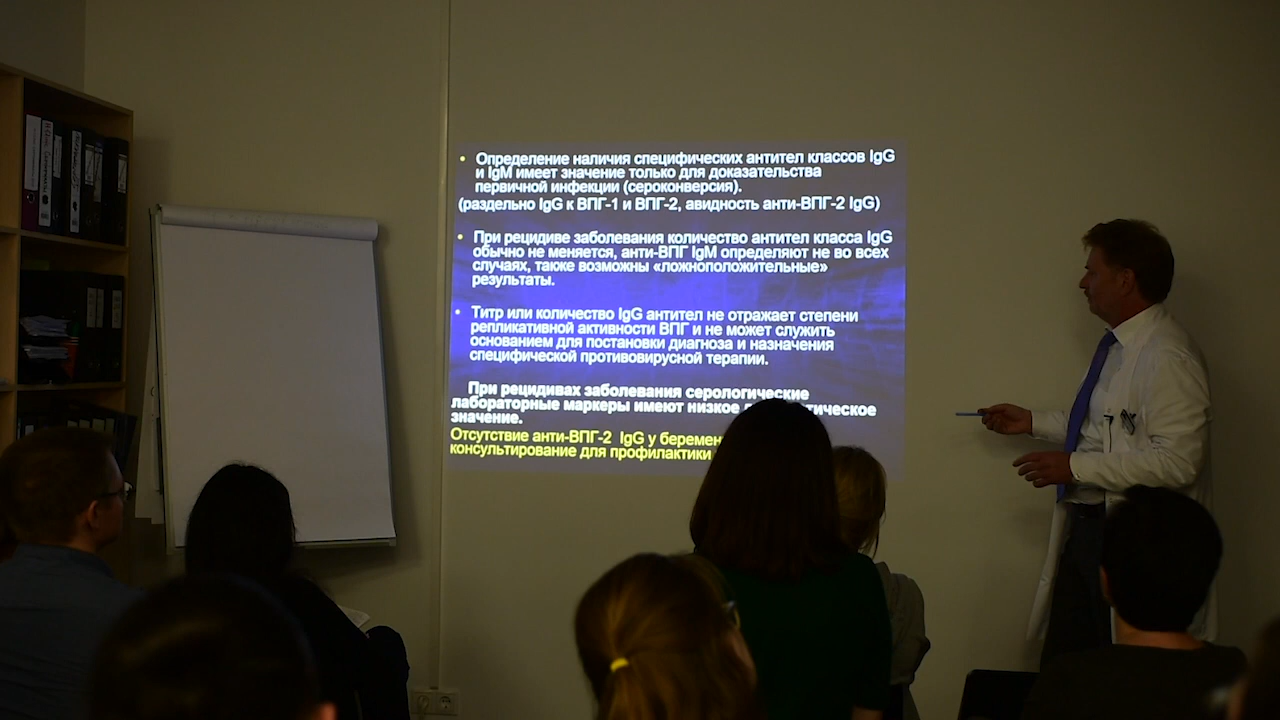 • Определение наличия специфических антител классов IgG
и IgM имеет значение только для доказательства
первичной инфекции (сероконверсия).
(раздельно IgG к ВПГ-1 и ВПГ-2, авидность анти-ВПГ-2 IgG)
• При рецидиве заболевания количество антител класса IgG
обычно не меняется, анти-ВПГ IgM определяют не во всех
случаях, также возможны «ложноположительные»
результаты.
• Титр или количество IgG антител не отражает степени
репликативной активности ВПГ и не может служить
основанием для постановки диагноза и назначения
специфической противовирусной терапии.
При рецидивах заболевания серологические
лабораторные маркеры имеют низкое
значение.
Отсутствие анти-ВПГ-2 IgG у
консультирование для профилактики